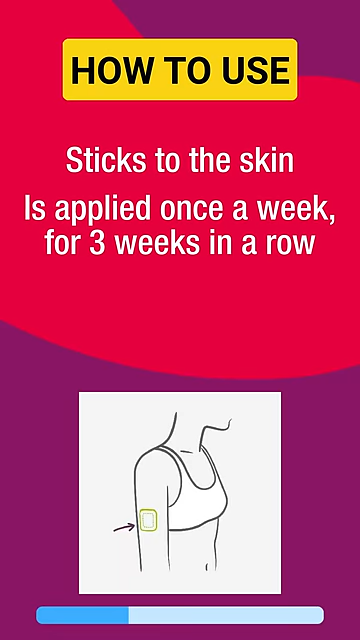 HOW TO USE
Sticks to the skin
Is applied once a week,
for 3 weeks in a row